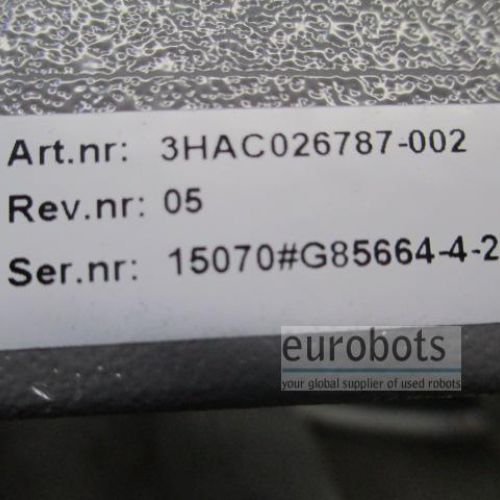 Art.nr: 3HAC026787-002
Rev.nr: 05
Ser.nr: 15070#G85664-4-2
eurobots
your global supplier of used robots